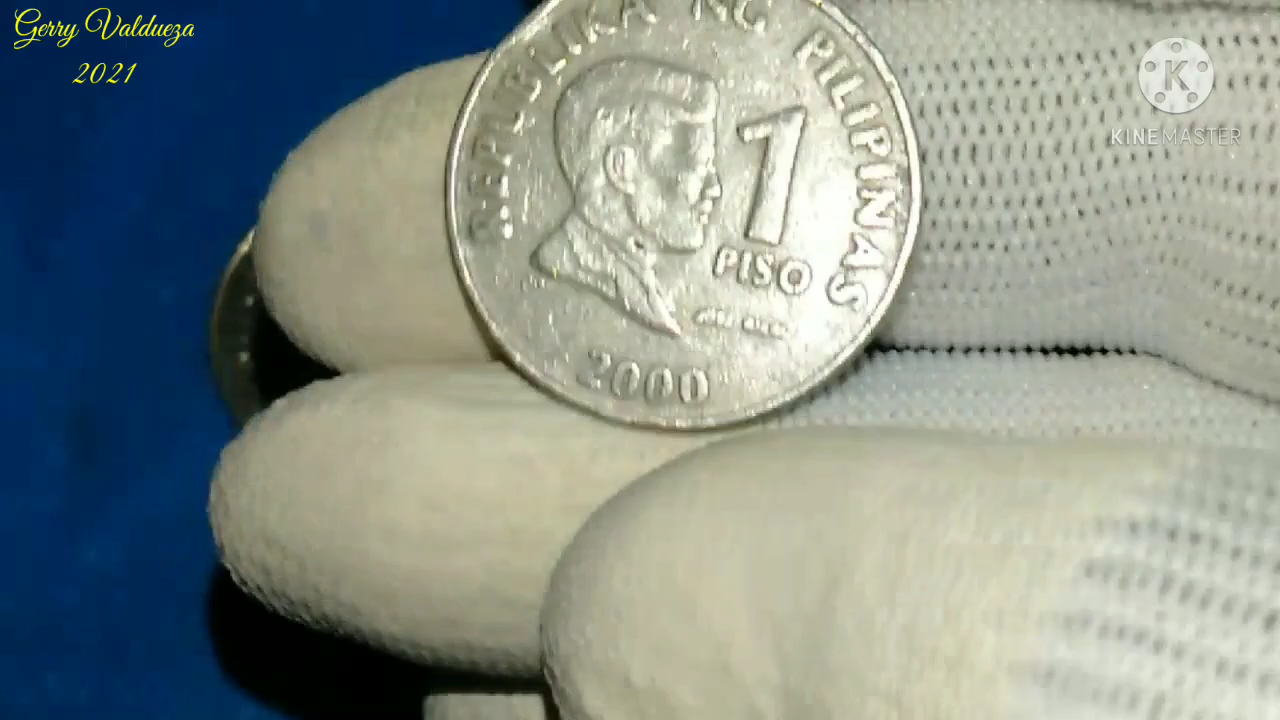 Gerry Valdueza
2021
K
KINEMASTER
REPUBLIKA NG PILIPINAS
1
PISO
2000